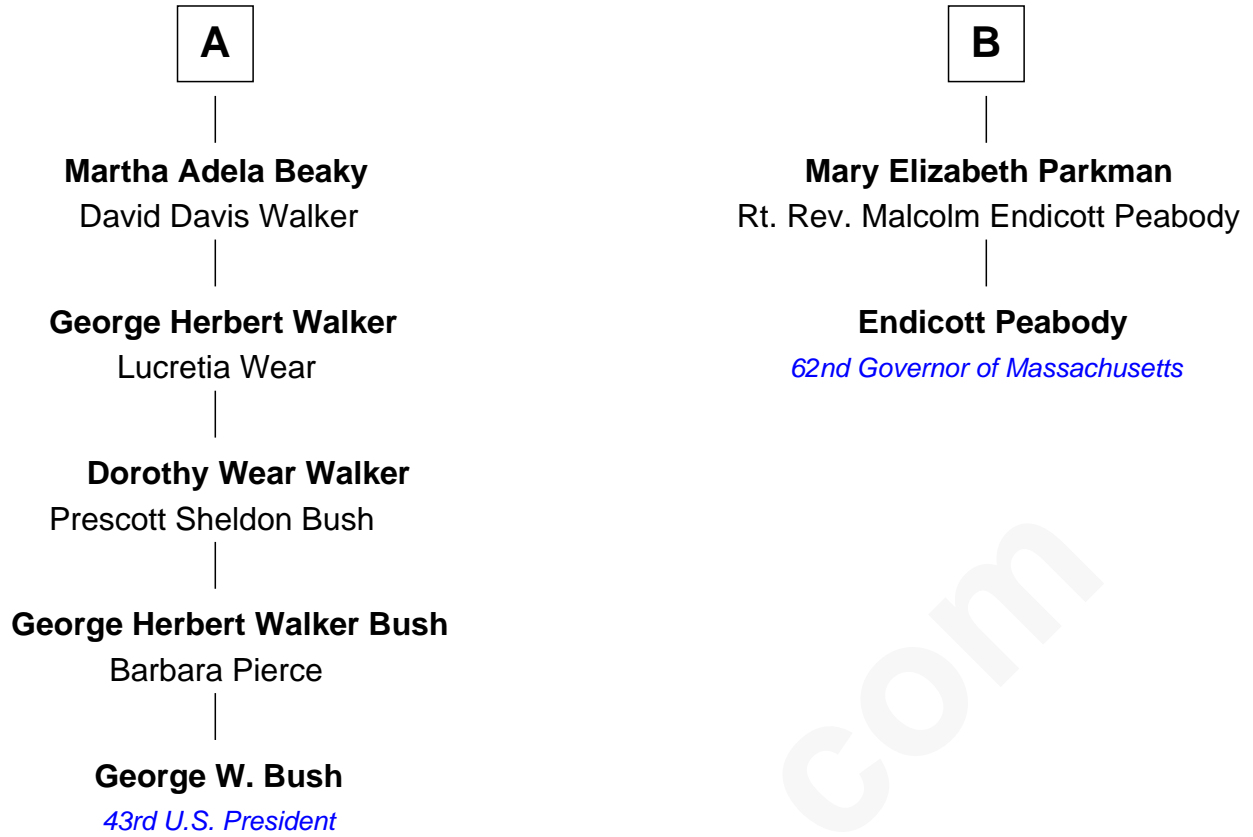 A
Martha Adela Beaky
David Davis Walker
George Herbert Walker
Lucretia Wear
Dorothy Wear Walker
Prescott Sheldon Bush
George Herbert Walker Bush
Barbara Pierce
George W. Bush
43rd U.S. President
B
Mary Elizabeth Parkman
Rt. Rev. Malcolm Endicott Peabody
Endicott Peabody
62nd Governor of Massachusetts
com